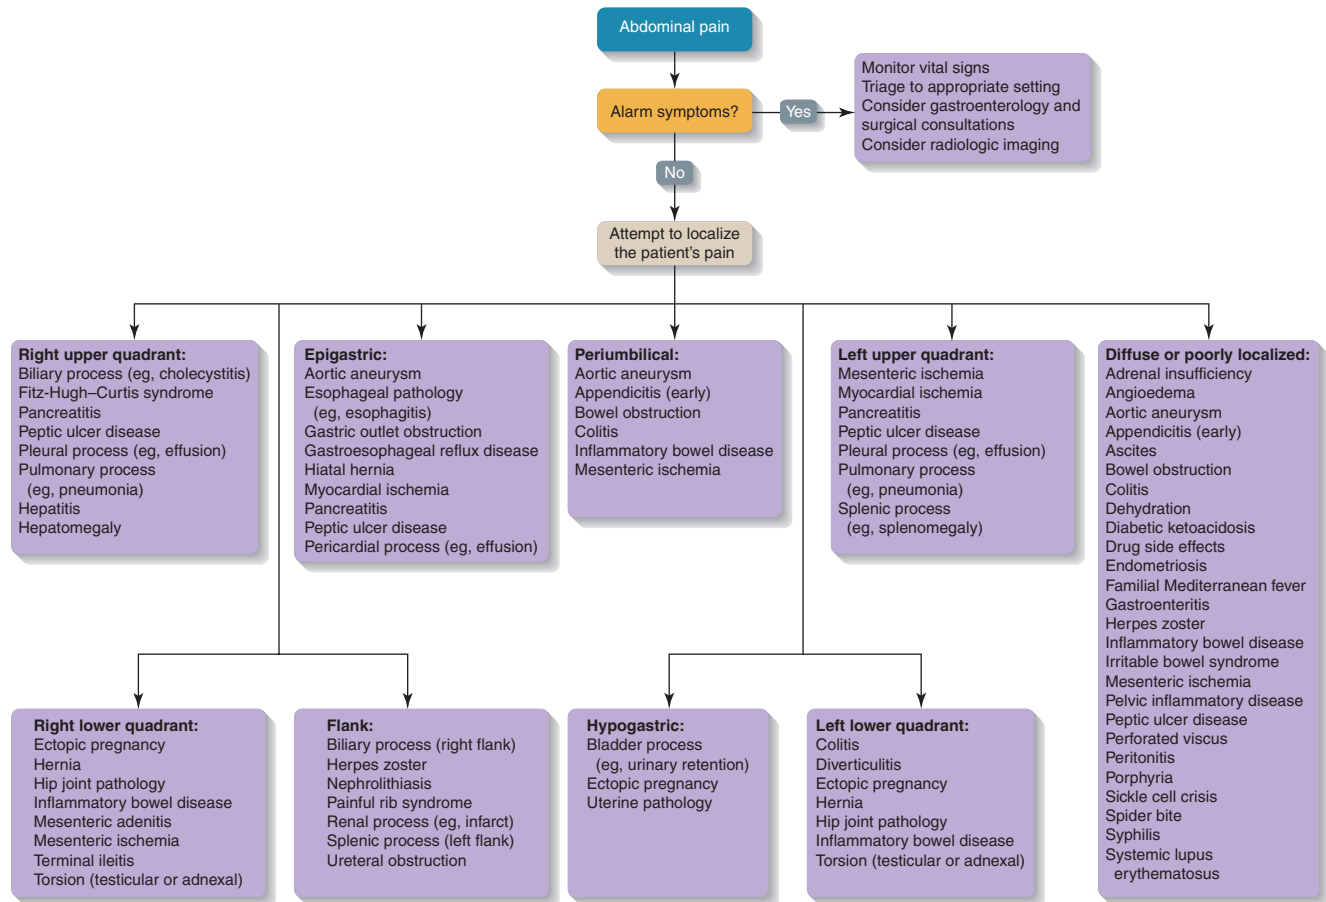 Abdominal pain
Alarm symptoms?
Yes
Monitor vital signs
Triage to appropriate setting
Consider gastroenterology and
surgical consultations
Consider radiologic imaging
No
Attempt to localize
the patient's pain
Right upper quadrant:
Biliary process (eg, cholecystitis)
Fitz-Hugh–Curtis syndrome
Pancreatitis
Peptic ulcer disease
Pleural process (eg, effusion)
Pulmonary process
(eg, pneumonia)
Hepatitis
Hepatomegaly
Epigastric:
Aortic aneurysm
Esophageal pathology
(eg, esophagitis)
Gastric outlet obstruction
Gastroesophageal reflux disease
Hiatal hernia
Myocardial ischemia
Pancreatitis
Peptic ulcer disease
Pericardial process (eg, effusion)
Periumbilical:
Aortic aneurysm
Appendicitis (early)
Bowel obstruction
Colitis
Inflammatory bowel disease
Mesenteric ischemia
Left upper quadrant:
Mesenteric ischemia
Myocardial ischemia
Pancreatitis
Peptic ulcer disease
Pleural process (eg, effusion)
Pulmonary process
(eg, pneumonia)
Splenic process
(eg, splenomegaly)
Diffuse or poorly localized:
Adrenal insufficiency
Angioedema
Aortic aneurysm
Appendicitis (early)
Ascites
Bowel obstruction
Colitis
Dehydration
Diabetic ketoacidosis
Drug side effects
Endometriosis
Familial Mediterranean fever
Gastroenteritis
Herpes zoster
Inflammatory bowel disease
Irritable bowel syndrome
Mesenteric ischemia
Pelvic inflammatory disease
Peptic ulcer disease
Perforated viscus
Peritonitis
Porphyria
Sickle cell crisis
Spider bite
Syphilis
Systemic lupus
erythematosus
Right lower quadrant:
Ectopic pregnancy
Hernia
Hip joint pathology
Inflammatory bowel disease
Mesenteric adenitis
Mesenteric ischemia
Terminal ileitis
Torsion (testicular or adnexal)
Flank:
Biliary process (right flank)
Herpes zoster
Nephrolithiasis
Painful rib syndrome
Renal process (eg, infarct)
Splenic process (left flank)
Ureteral obstruction
Hypogastric:
Bladder process
(eg, urinary retention)
Ectopic pregnancy
Uterine pathology
Left lower quadrant:
Colitis
Diverticulitis
Ectopic pregnancy
Hernia
Hip joint pathology
Inflammatory bowel disease
Torsion (testicular or adnexal)